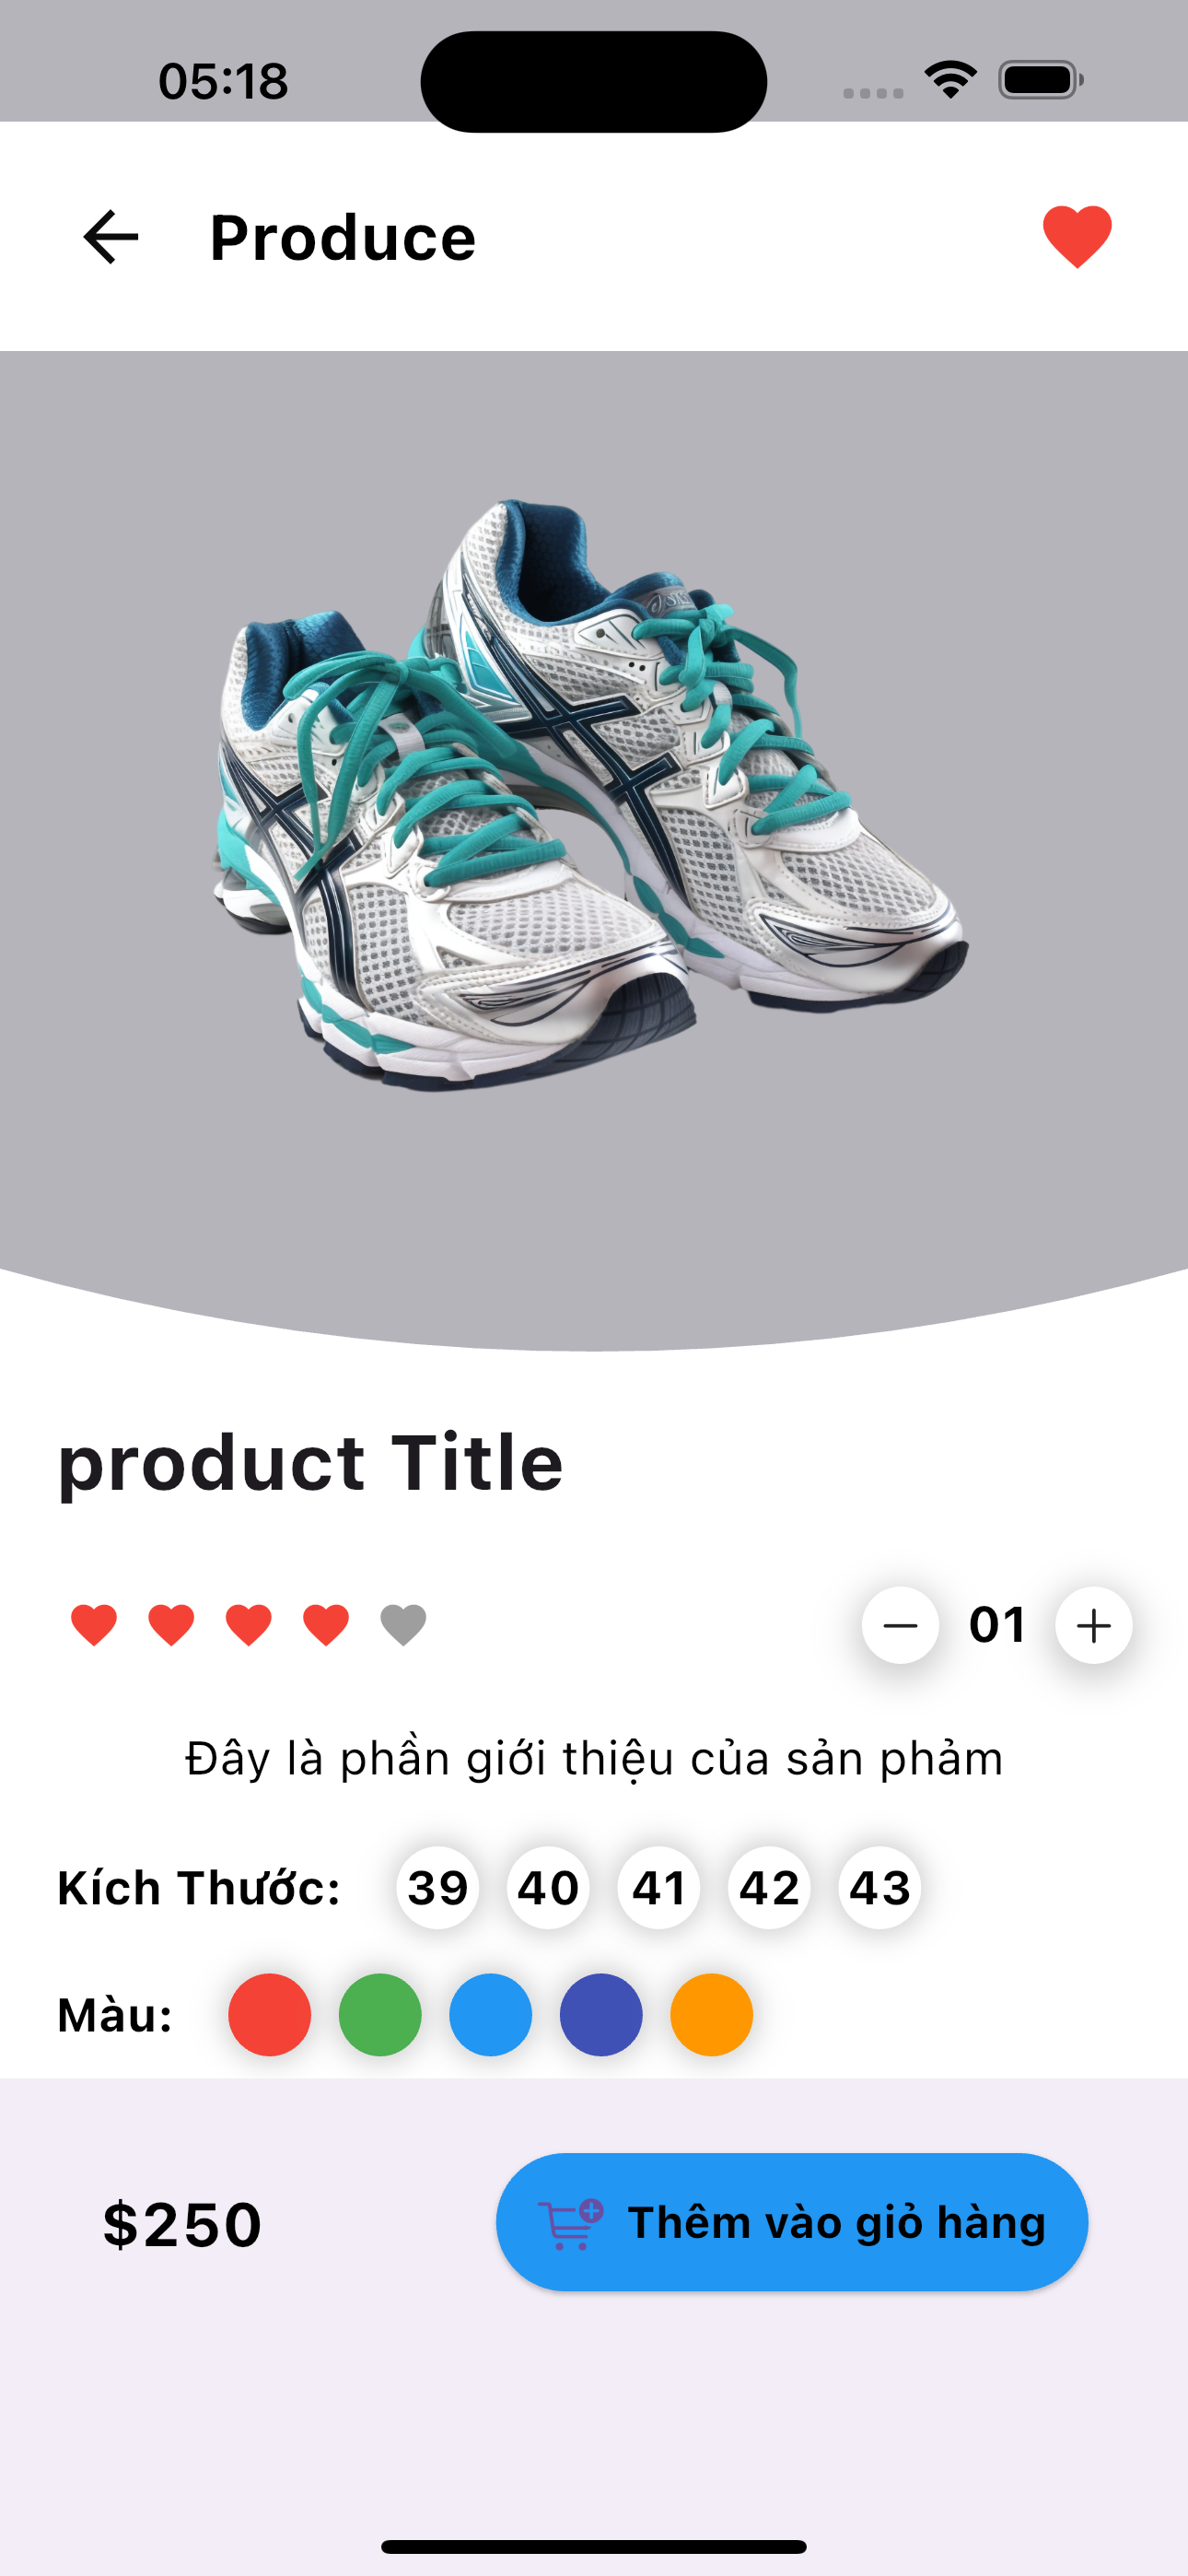 05:18
Produce
product Title
01
Đây là phần giới thiệu của sản phảm
Kích Thước: 39 40 41 42 43
Màu:
$250 Thêm vào giỏ hàng